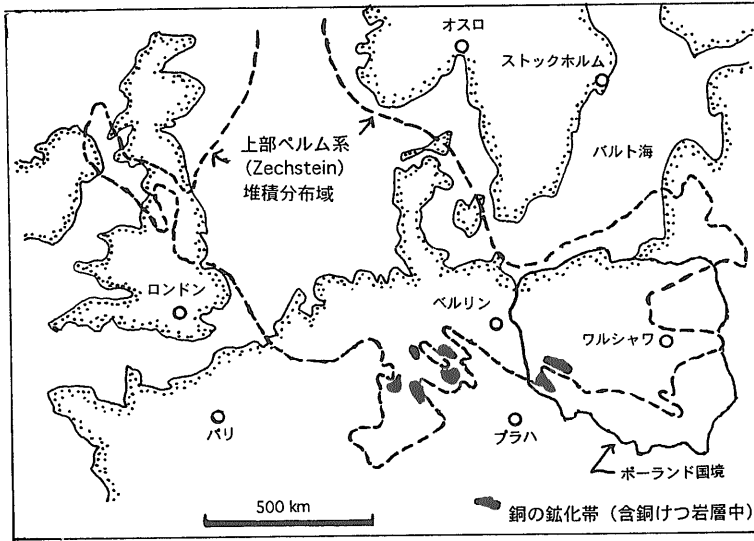 オスロ
ストックホルム
上部ペルム系
(Zechstein)
堆積分布域
バルト海
ロンドン
ベルリン
ワルシャワ
パリ
プラハ
ポーランド国境
500 km
銅の鉱化帯(含銅けつ岩層中)